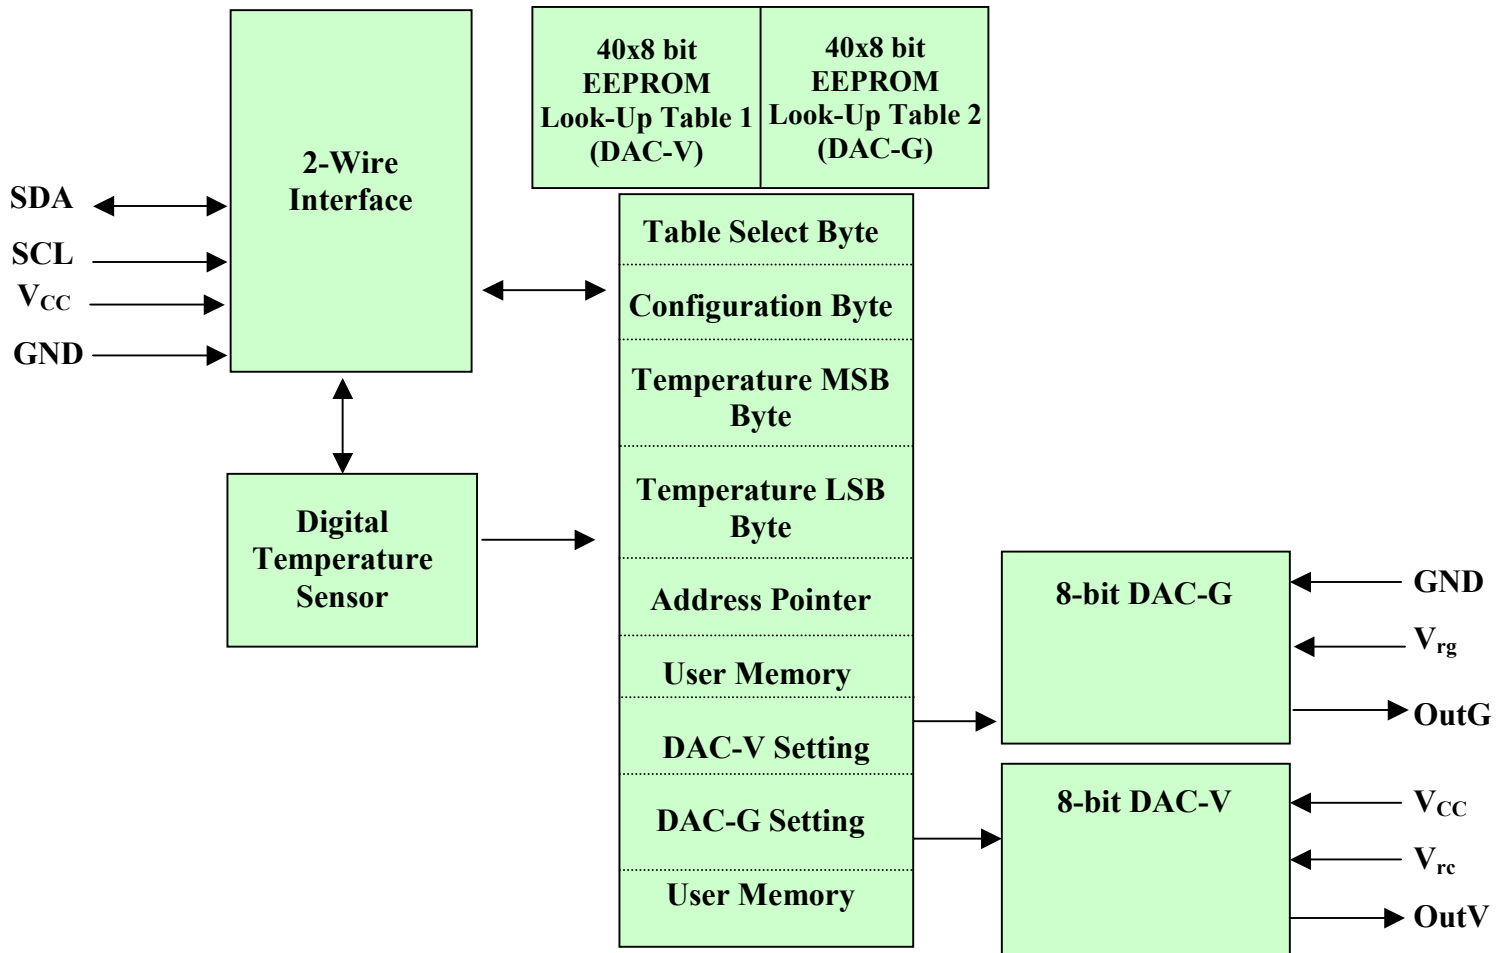 2-Wire
Interface
SDA
SCL
VCC
GND
40x8 bit
EEPROM
Look-Up Table 1
(DAC-V)
40x8 bit
EEPROM
Look-Up Table 2
(DAC-G)
Table Select Byte
Configuration Byte
Temperature MSB
Byte
Temperature LSB
Byte
Address Pointer
User Memory
DAC-V Setting
DAC-G Setting
User Memory
Digital
Temperature
Sensor
8-bit DAC-G
GND
Vrg
OutG
8-bit DAC-V
VCC
Vrc
OutV